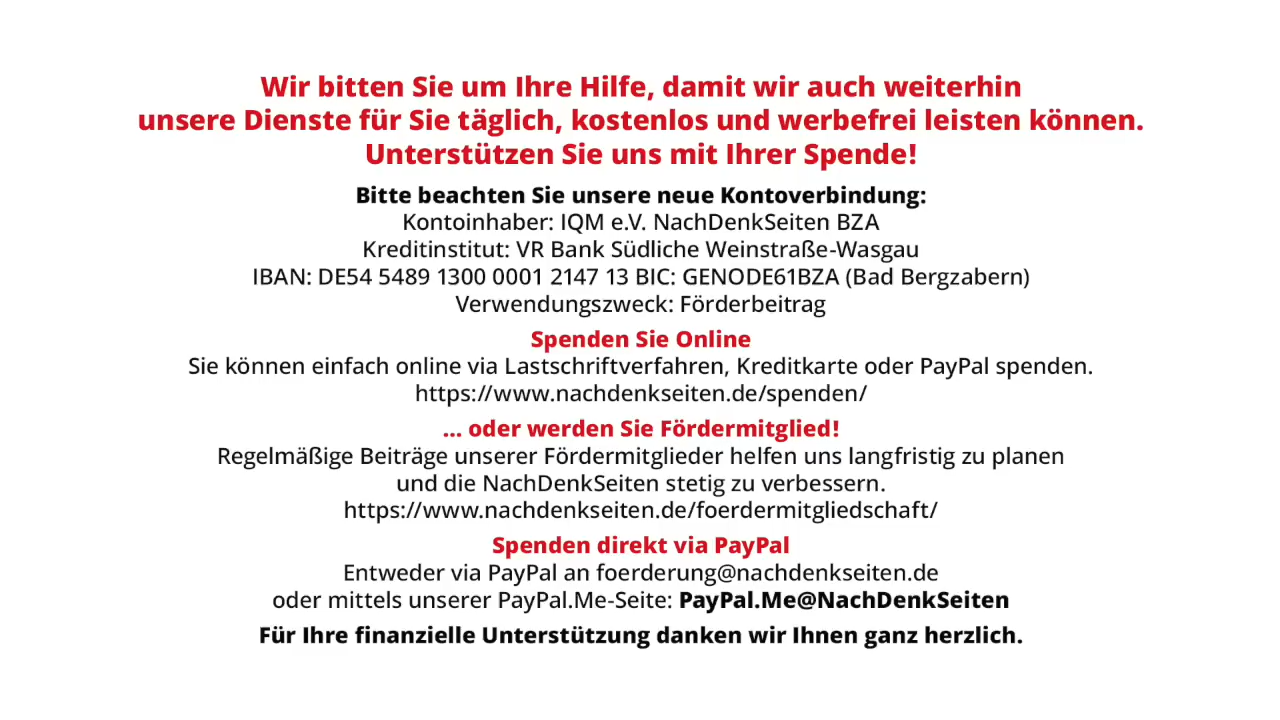 Wir bitten Sie um Ihre Hilfe, damit wir auch weiterhin
unsere Dienste für Sie täglich, kostenlos und werbefrei leisten können.
Unterstützen Sie uns mit Ihrer Spende!
Bitte beachten Sie unsere neue Kontoverbindung:
Kontoinhaber: IQM e.V. NachDenkSeiten BZA
Kreditinstitut: VR Bank Südliche Weinstraße-Wasgau
IBAN: DE54 5489 1300 0001 2147 13 BIC: GENODE61BZA (Bad Bergzabern)
Verwendungszweck: Förderbeitrag
Spenden Sie Online
Sie können einfach online via Lastschriftverfahren, Kreditkarte oder PayPal spenden.
https://www.nachdenkseiten.de/spenden/
... oder werden Sie Fördermitglied!
Regelmäßige Beiträge unserer Fördermitglieder helfen uns langfristig zu planen
und die NachDenkSeiten stetig zu verbessern.
https://www.nachdenkseiten.de/foerdermitgliedschaft/
Spenden direkt via PayPal
Entweder via PayPal an foerderung@nachdenkseiten.de
oder mittels unserer PayPal.Me-Seite: PayPal.Me@NachDenkSeiten
Für Ihre finanzielle Unterstützung danken wir Ihnen ganz herzlich.